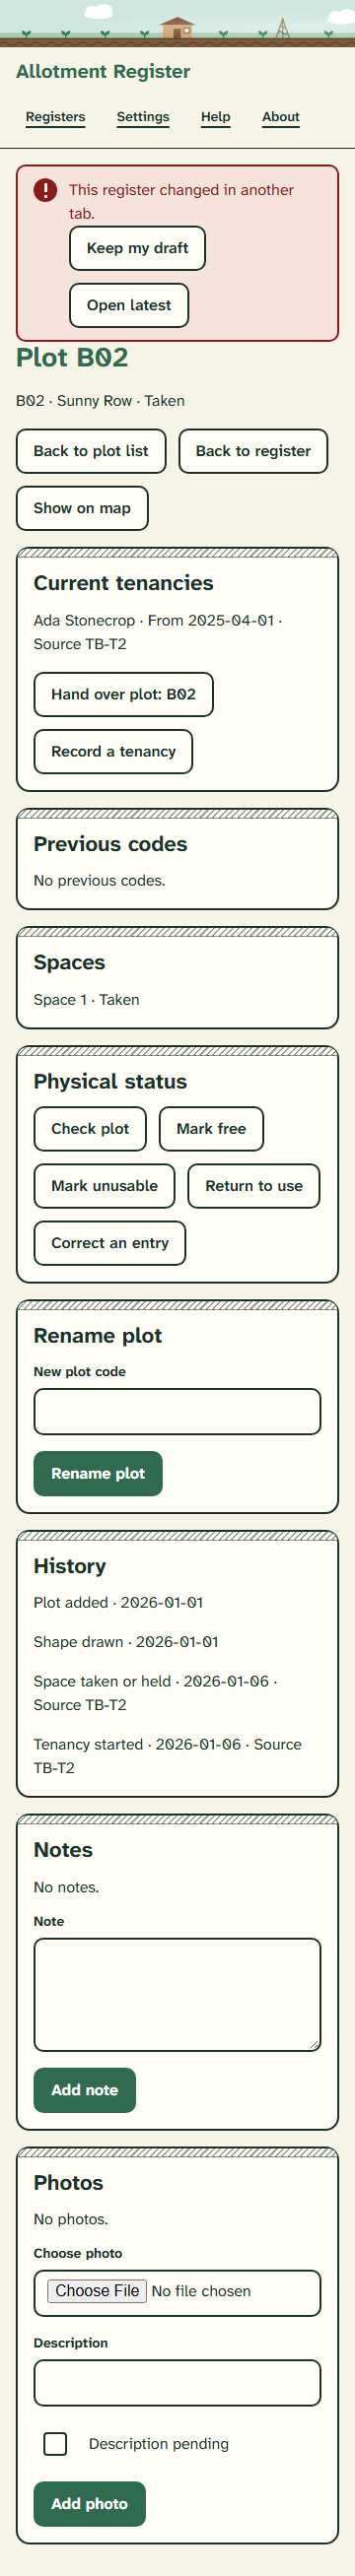 Allotment Register
Registers Settings Help About
This register changed in another
tab.
Keep my draft
Open latest
Plot B02
B02 · Sunny Row · Taken
Back to plot list Back to register
Show on map
Current tenancies
Ada Stonecrop · From 2025-04-01 ·
Source TB-T2
Hand over plot: B02
Record a tenancy
Previous codes
No previous codes.
Spaces
Space 1 · Taken
Physical status
Check plot Mark free
Mark unusable Return to use
Correct an entry
Rename plot
New plot code
Rename plot
History
Plot added · 2026-01-01
Shape drawn · 2026-01-01
Space taken or held · 2026-01-06 ·
Source TB-T2
Tenancy started · 2026-01-06 · Source
TB-T2
Notes
No notes.
Note
Add note
Photos
No photos.
Choose photo
Choose File No file chosen
Description
Description pending
Add photo